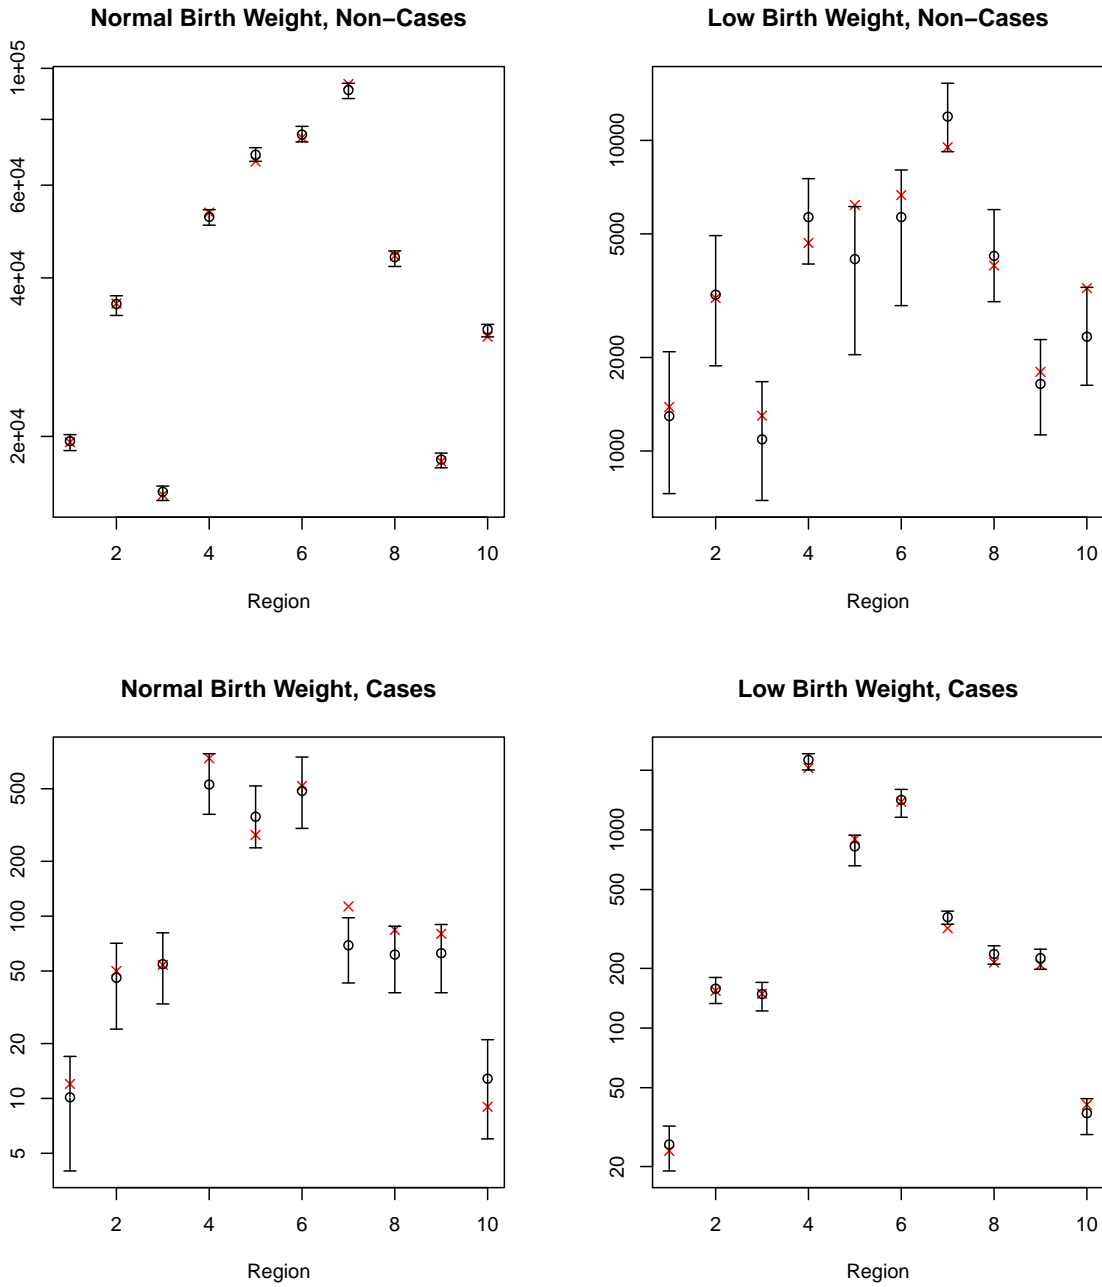 Normal Birth Weight, Non−Cases
1e+05
6e+04
4e+04
2e+04
2 4 6 8 10
Region
Low Birth Weight, Non−Cases
10000
5000
2000
1000
2 4 6 8 10
Region
Normal Birth Weight, Cases
500
200
100
50
20
10
5
2 4 6 8 10
Region
Low Birth Weight, Cases
1000
500
200
100
50
20
2 4 6 8 10
Region